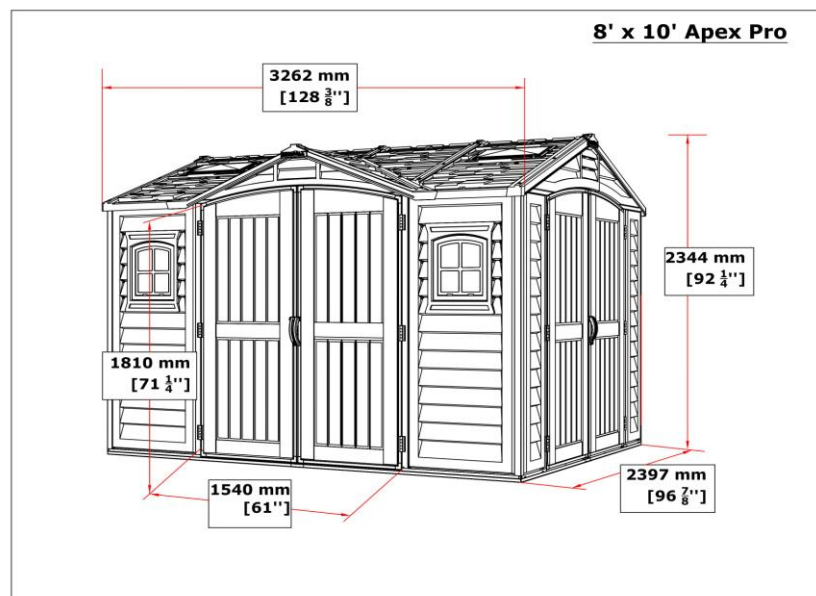 8' x 10' Apex Pro
3262 mm
[128 3/8'']
2344 mm
[92 1/4'']
1810 mm
[71 1/4'']
1540 mm
[61'']
2397 mm
[96 7/8'']